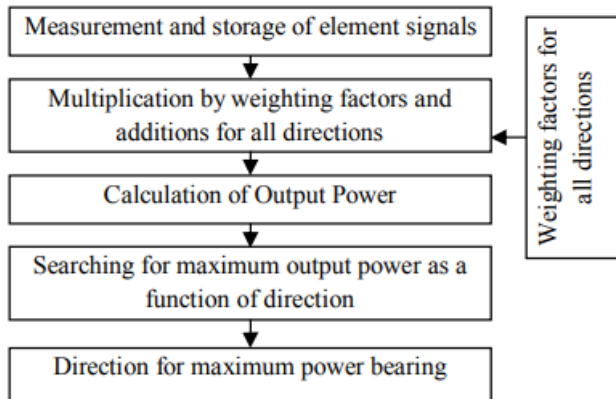 Measurement and storage of element signals
Multiplication by weighting factors and
additions for all directions
Calculation of Output Power
Searching for maximum output power as a
function of direction
Direction for maximum power bearing
Weighting factors for
all directions